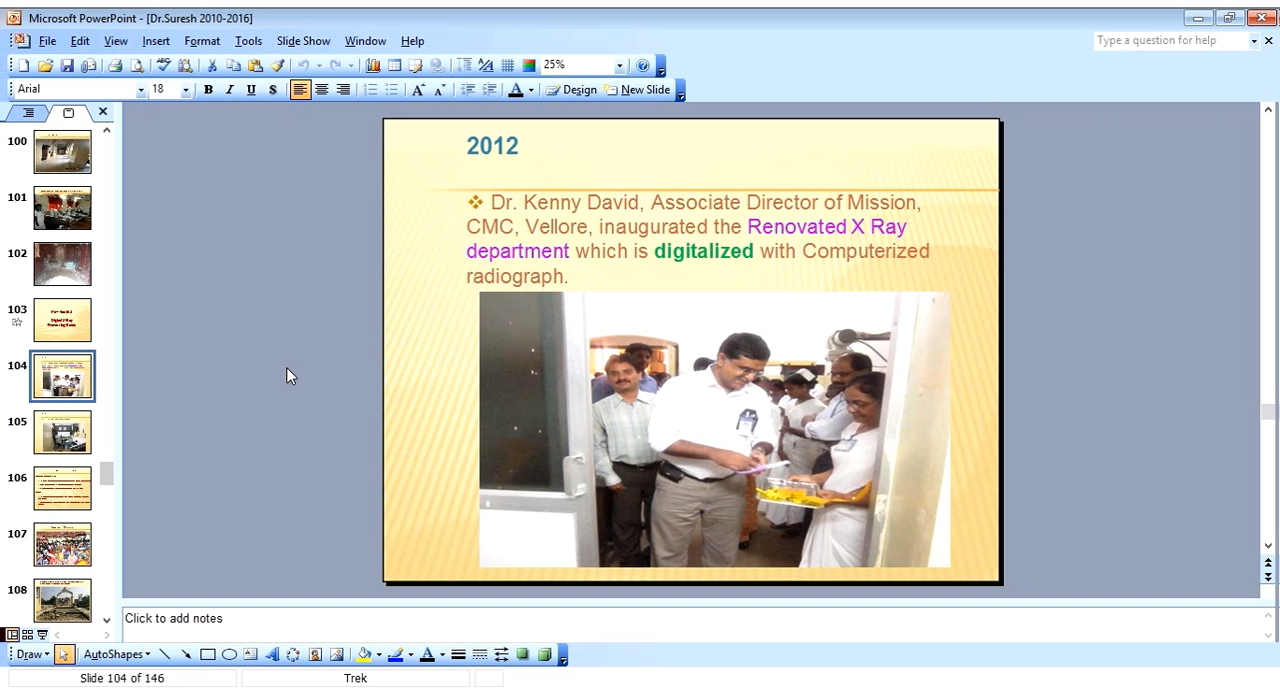 Microsoft PowerPoint - [Dr.Suresh 2010-2016]
File Edit View Insert Format Tools Slide Show Window Help
Type a question for help
25%
Arial 18 B I U S A A A Design New Slide
100
101
102
103
104
105
106
107
108
2012
Dr. Kenny David, Associate Director of Mission,
CMC, Vellore, inaugurated the Renovated X Ray
department which is digitalized with Computerized
radiograph.
Click to add notes
Draw AutoShapes A
Slide 104 of 146 Trek